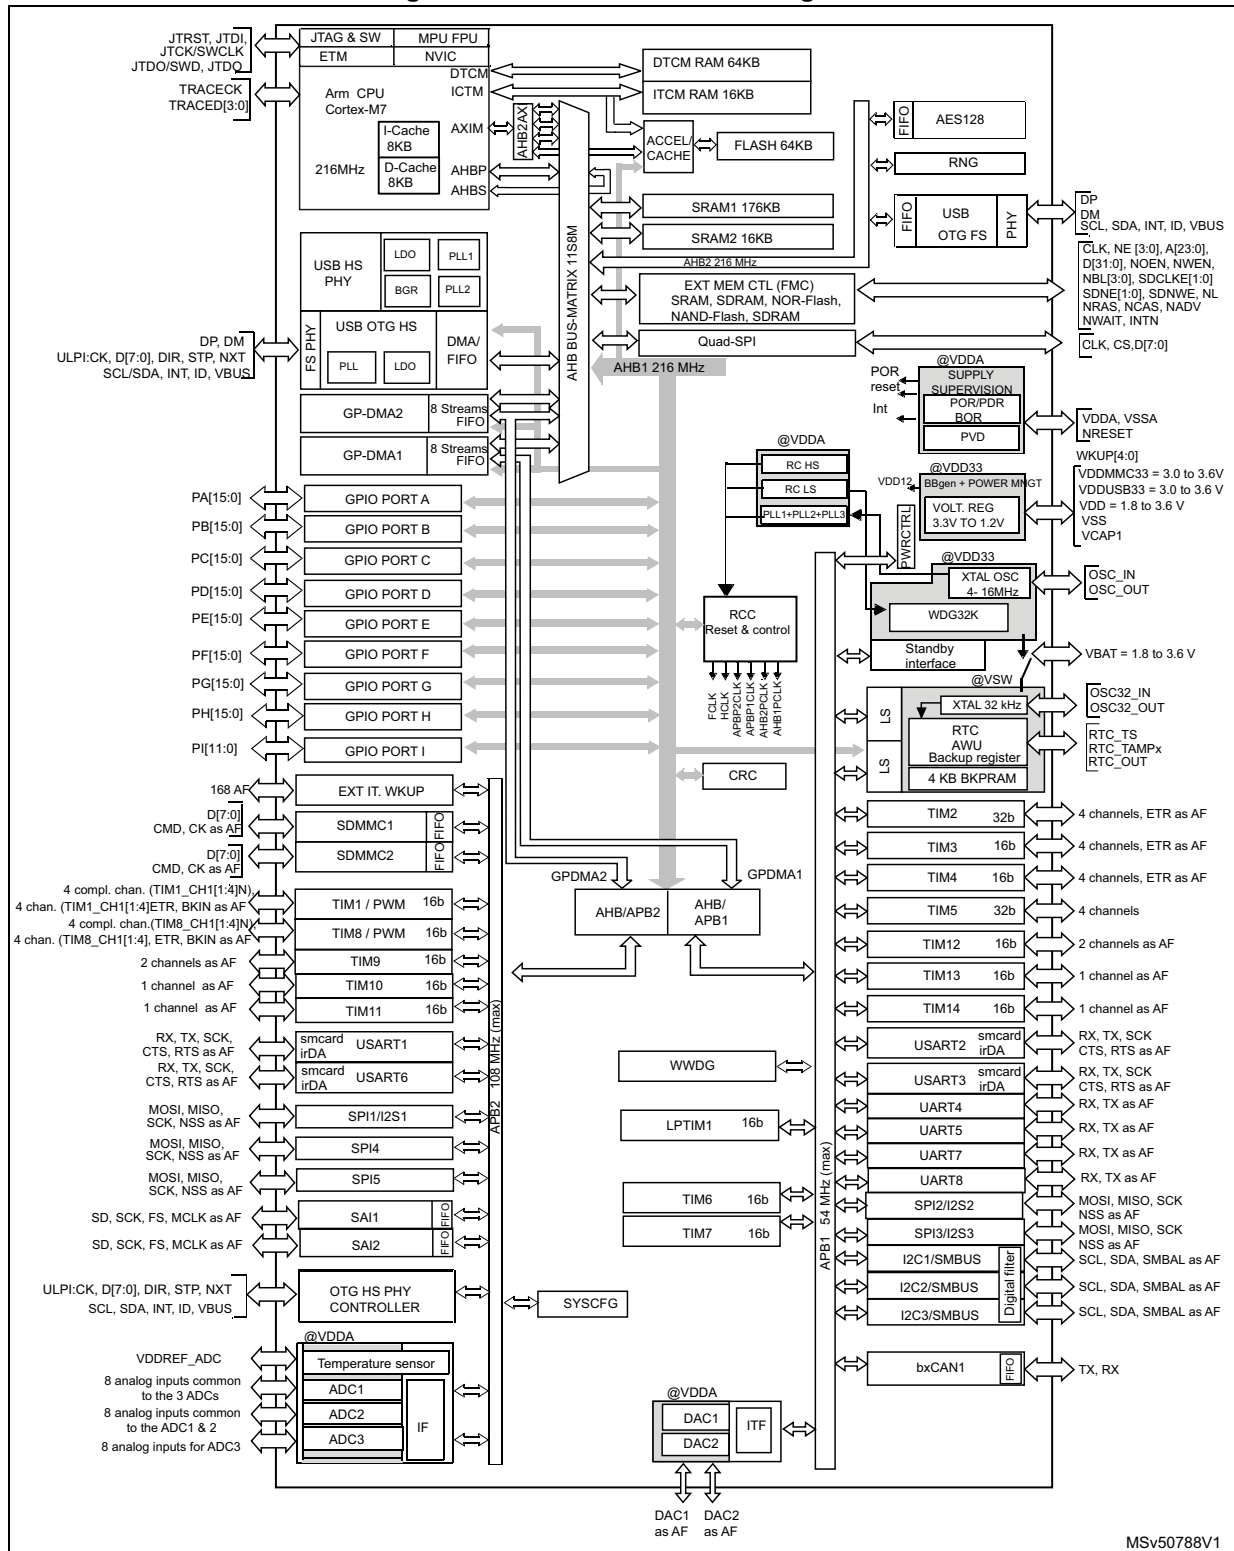 JTRST, JTDI,
JTCK/SWCLK
JTDO/SWD, JTDO
TRACECK
TRACED[3:0]
JTAG & SW
MPU FPU
ETM
NVIC
DTCM
ICTM
Arm CPU
Cortex-M7
AXIM
I-Cache
8KB
216MHz
D-Cache
8KB
AHBP
AHBS
AHB2AX
DTCM RAM 64KB
ITCM RAM 16KB
ACCEL/
CACHE
FLASH 64KB
SRAM1 176KB
SRAM2 16KB
AHB2 216 MHz
EXT MEM CTL (FMC)
SRAM, SDRAM, NOR-Flash,
NAND-Flash, SDRAM
Quad-SPI
AHB BUS-MATRIX 11S8M
AHB1 216 MHz
FIFO
AES128
RNG
FIFO
USB
OTG FS
PHY
DP
DM
SCL, SDA, INT, ID, VBUS
CLK, NE [3:0], A[23:0],
D[31:0], NOEN, NWEN,
NBL[3:0], SDCLKE[1:0]
SDNE[1:0], SDNWE, NL
NRAS, NCAS, NADV
NWAIT, INTN
CLK, CS,D[7:0]
USB HS
PHY
LDO
PLL1
BGR
PLL2
DP, DM
ULPI:CK, D[7:0], DIR, STP, NXT
SCL/SDA, INT, ID, VBUS
FS PHY
USB OTG HS
PLL
LDO
DMA/
FIFO
GP-DMA2
8 Streams
FIFO
GP-DMA1
8 Streams
FIFO
@VDDA
POR
reset
Int
SUPPLY
SUPERVISION
POR/PDR
BOR
PVD
VDDA, VSSA
NRESET
WKUP[4:0]
@VDD33
VDD12
BBgen + POWER MNGT
VOLT. REG
3.3V TO 1.2V
VDDMMC33 = 3.0 to 3.6V
VDDUSB33 = 3.0 to 3.6 V
VDD = 1.8 to 3.6 V
VSS
VCAP1
@VDDA
RC HS
RC LS
PLL1+PLL2+PLL3
PWRCTRL
@VDD33
XTAL OSC
4- 16MHz
OSC_IN
OSC_OUT
WDG32K
Standby
interface
VBAT = 1.8 to 3.6 V
@VSW
LS
LS
XTAL 32 kHz
OSC32_IN
OSC32_OUT
RTC
AWU
Backup register
4 KB BKPRAM
RTC_TS
RTC_TAMPx
RTC_OUT
RCC
Reset & control
FCLK
HCLK
APBP2CLK
APBP1CLK
AHB2PCLK
AHB1PCLK
CRC
PA[15:0]
GPIO PORT A
PB[15:0]
GPIO PORT B
PC[15:0]
GPIO PORT C
PD[15:0]
GPIO PORT D
PE[15:0]
GPIO PORT E
PF[15:0]
GPIO PORT F
PG[15:0]
GPIO PORT G
PH[15:0]
GPIO PORT H
PI[11:0]
GPIO PORT I
168 AF
EXT IT. WKUP
D[7:0]
CMD, CK as AF
SDMMC1
FIFO
D[7:0]
CMD, CK as AF
SDMMC2
FIFO
4 compl. chan. (TIM1_CH1[1:4]N),
4 chan. (TIM1_CH1[1:4]ETR, BKIN as AF
TIM1 / PWM
16b
4 compl. chan.(TIM8_CH1[1:4]N),
4 chan. (TIM8_CH1[1:4], ETR, BKIN as AF
TIM8 / PWM
16b
2 channels as AF
TIM9
16b
1 channel as AF
TIM10
16b
1 channel as AF
TIM11
16b
RX, TX, SCK,
CTS, RTS as AF
smcard
irDA
USART1
RX, TX, SCK,
CTS, RTS as AF
smcard
irDA
USART6
MOSI, MISO,
SCK, NSS as AF
SPI1/I2S1
MOSI, MISO,
SCK, NSS as AF
SPI4
MOSI, MISO,
SCK, NSS as AF
SPI5
SD, SCK, FS, MCLK as AF
SAI1
FIFO
SD, SCK, FS, MCLK as AF
SAI2
FIFO
ULPI:CK, D[7:0], DIR, STP, NXT
SCL, SDA, INT, ID, VBUS
OTG HS PHY
CONTROLLER
@VDDA
VDDREF_ADC
Temperature sensor
8 analog inputs common
to the 3 ADCs
ADC1
8 analog inputs common
to the ADC1 & 2
ADC2
8 analog inputs for ADC3
ADC3
IF
APB2 108 MHz (max)
GPDMA2
GPDMA1
AHB/APB2
AHB/
APB1
WWDG
LPTIM1
16b
TIM6
16b
TIM7
16b
SYSCFG
@VDDA
DAC1
DAC2
ITF
DAC1
as AF
DAC2
as AF
APB1 54 MHz (max)
TIM2
32b
4 channels, ETR as AF
TIM3
16b
4 channels, ETR as AF
TIM4
16b
4 channels, ETR as AF
TIM5
32b
4 channels
TIM12
16b
2 channels as AF
TIM13
16b
1 channel as AF
TIM14
16b
1 channel as AF
USART2
smcard
irDA
RX, TX, SCK
CTS, RTS as AF
USART3
smcard
irDA
RX, TX, SCK
CTS, RTS as AF
UART4
RX, TX as AF
UART5
RX, TX as AF
UART7
RX, TX as AF
UART8
RX, TX as AF
SPI2/I2S2
MOSI, MISO, SCK
NSS as AF
SPI3/I2S3
MOSI, MISO, SCK
NSS as AF
I2C1/SMBUS
SCL, SDA, SMBAL as AF
I2C2/SMBUS
SCL, SDA, SMBAL as AF
I2C3/SMBUS
SCL, SDA, SMBAL as AF
Digital filter
bxCAN1
FIFO
TX, RX
MSv50788V1